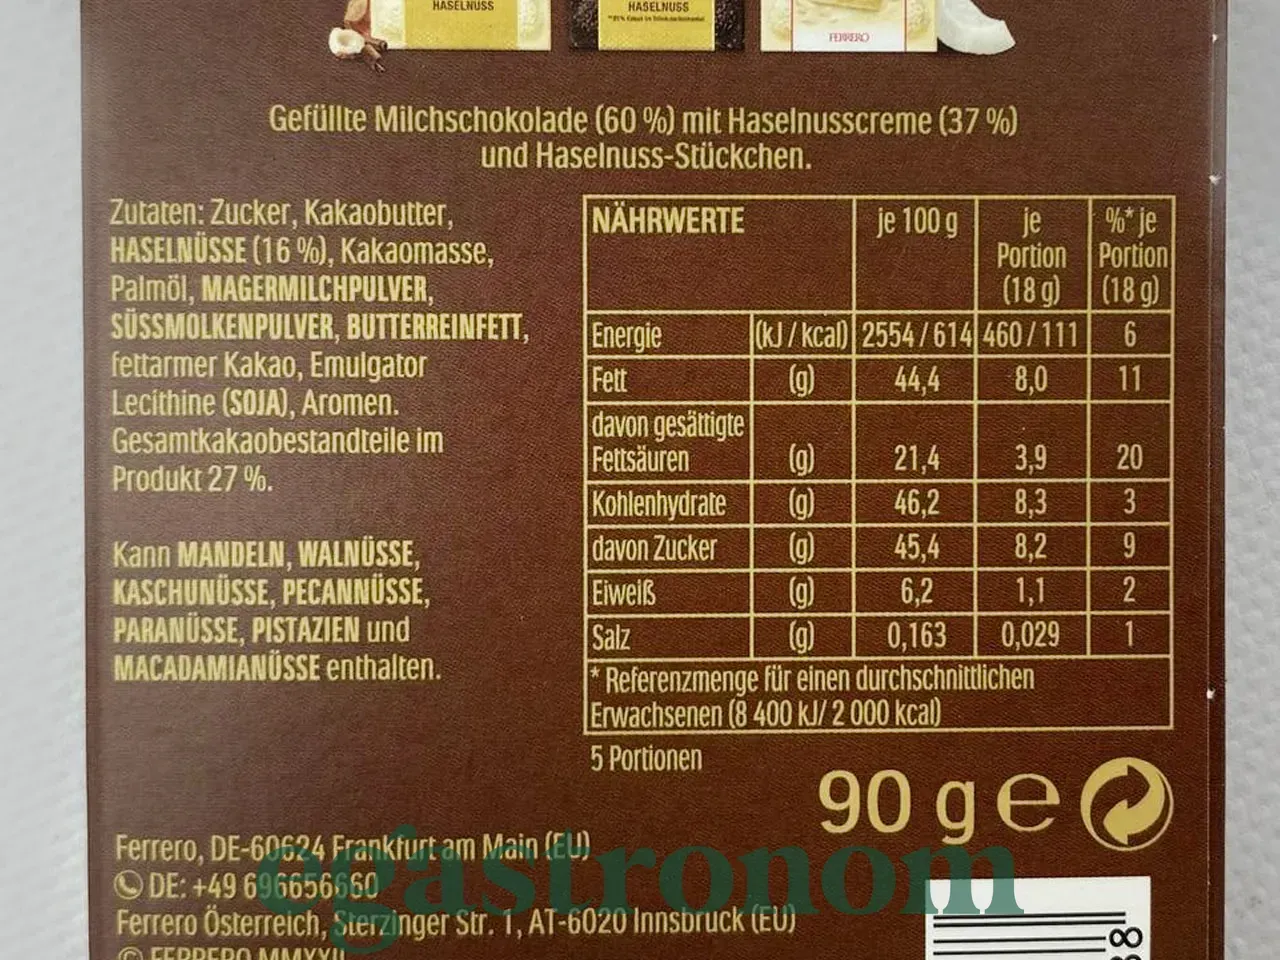 HASELNUSS
HASELNUSS
FERRERO
Gefüllte Milchschokolade (60 %) mit Haselnusscreme (37 %)
und Haselnuss-Stückchen.
Zutaten: Zucker, Kakaobutter,
HASELNÜSSE (16 %), Kakaomasse,
Palmöl, MAGERMILCHPULVER,
SÜSSMOLKENPULVER, BUTTERREINFETT,
fettarmer Kakao, Emulgator
Lecithine (SOJA), Aromen.
Gesamtkakaobestandteile im
Produkt 27 %.
Kann MANDELN, WALNÜSSE,
KASCHUNÜSSE, PECANNÜSSE,
PARANÜSSE, PISTAZIEN und
MACADAMIANÜSSE enthalten.
NÄHRWERTE je 100 g je Portion (18 g) %* je Portion (18 g)
Energie (kJ / kcal) 2554 / 614 460 / 111 6
Fett (g) 44,4 8,0 11
davon gesättigte
Fettsäuren (g) 21,4 3,9 20
Kohlenhydrate (g) 46,2 8,3 3
davon Zucker (g) 45,4 8,2 9
Eiweiß (g) 6,2 1,1 2
Salz (g) 0,163 0,029 1
* Referenzmenge für einen durchschnittlichen
Erwachsenen (8 400 kJ/ 2 000 kcal)
5 Portionen
90 g e
Ferrero, DE-60624 Frankfurt am Main (EU)
DE: +49 696656660
Ferrero Österreich, Sterzinger Str. 1, AT-6020 Innsbruck (EU)
© FERRERO MMXXII
gastronom